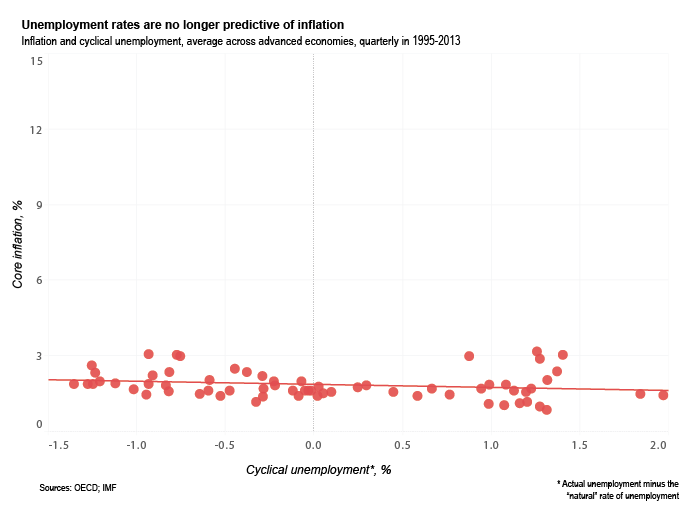 Unemployment rates are no longer predictive of inflation
Inflation and cyclical unemployment, average across advanced economies, quarterly in 1995-2013
15
12
9
6
3
0
Core inflation, %
-1.5 -1.0 -0.5 0.0 0.5 1.0 1.5 2.0
Cyclical unemployment*, %
Sources: OECD; IMF
* Actual unemployment minus the
“natural” rate of unemployment